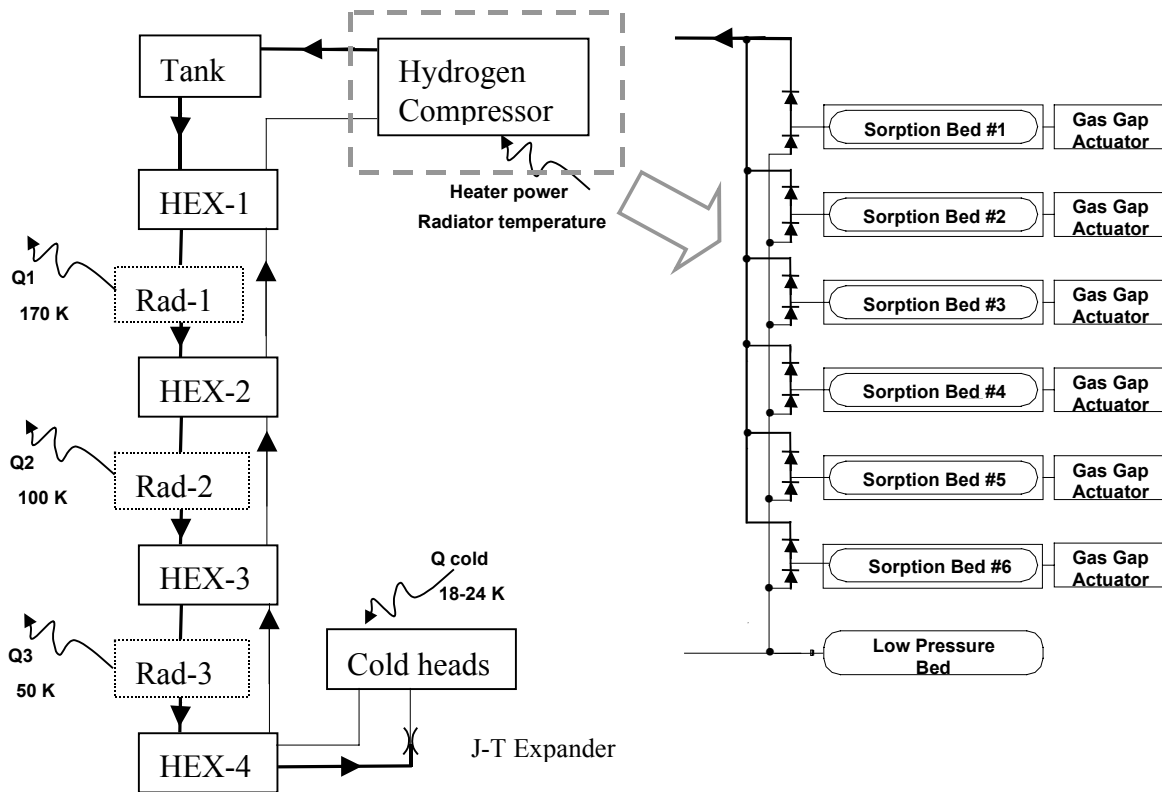 Tank
Hydrogen
Compressor
Heater power
Radiator temperature
HEX-1
Q1
170 K
Rad-1
HEX-2
Q2
100 K
Rad-2
HEX-3
Q3
50 K
Rad-3
HEX-4
Q cold
18-24 K
Cold heads
J-T Expander
Sorption Bed #1
Gas Gap
Actuator
Sorption Bed #2
Gas Gap
Actuator
Sorption Bed #3
Gas Gap
Actuator
Sorption Bed #4
Gas Gap
Actuator
Sorption Bed #5
Gas Gap
Actuator
Sorption Bed #6
Gas Gap
Actuator
Low Pressure
Bed